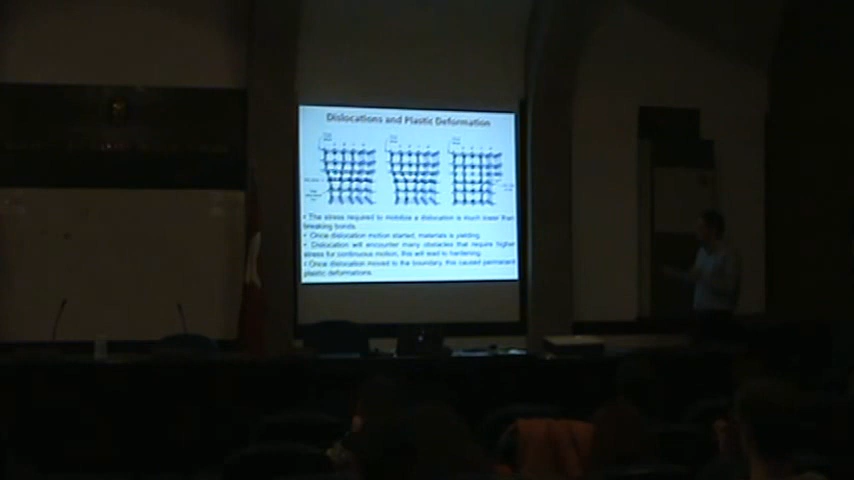 Dislocations and Plastic Deformation
• The stress required to mobilize a dislocation is much lower than
breaking bonds.
• Once dislocation motion started, materials is yielding.
• Dislocation will encounter many obstacles that require higher
stress for continuous motion, this will lead to hardening.
• Once dislocation moved to the boundary, this caused permanent
plastic deformations.